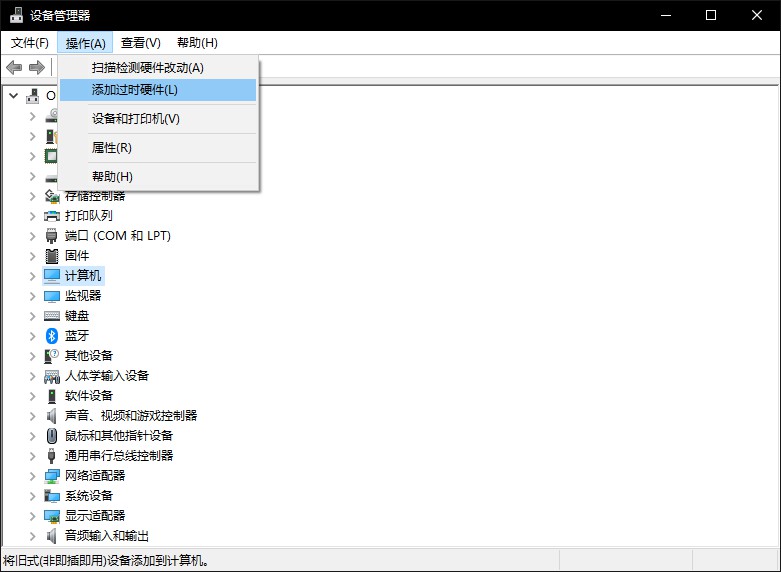 设备管理器
文件(F) 操作(A) 查看(V) 帮助(H)
扫描检测硬件改动(A)
添加过时硬件(L)
设备和打印机(V)
属性(R)
帮助(H)
存储控制器
打印队列
端口 (COM 和 LPT)
固件
计算机
监视器
键盘
蓝牙
其他设备
人体学输入设备
软件设备
声音、视频和游戏控制器
鼠标和其他指针设备
通用串行总线控制器
网络适配器
系统设备
显示适配器
音频输入和输出
将旧式(非即插即用)设备添加到计算机。